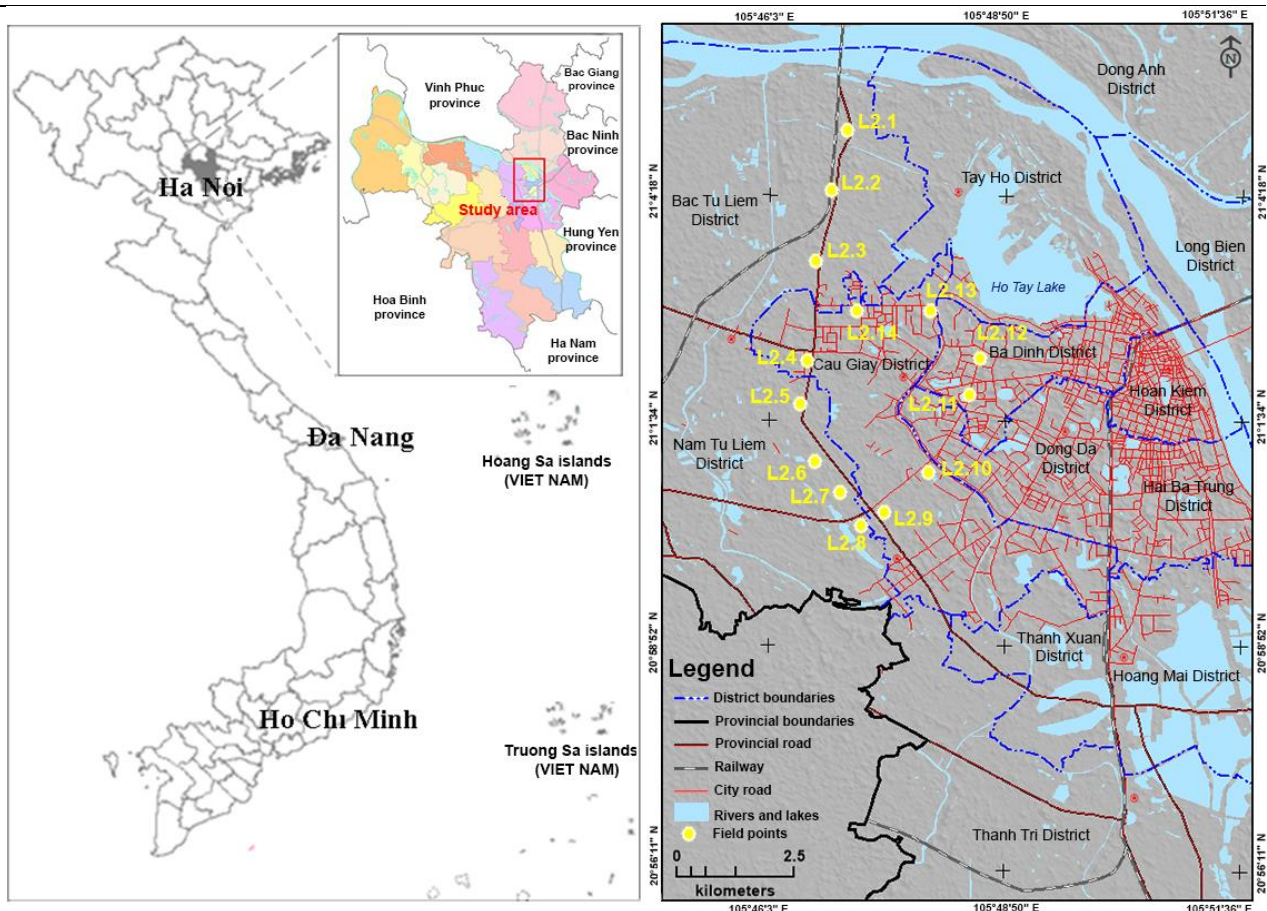 Vinh Phuc
province
Bac Giang
province
Bac Ninh
province
Study area
Hung Yen
province
Hoa Binh
province
Ha Nam
province
Ha Noi
Đa Nang
Hoang Sa islands
(VIET NAM)
Ho Chi Minh
Truong Sa islands
(VIET NAM)
105°46'3" E
105°48'50" E
105°51'36" E
N
Dong Anh
District
L2.1
Tay Ho District
L2.2
Bac Tu Liem
District
21°4'18" N
21°4'18" N
Long Bien
District
L2.3
Ho Tay Lake
L2.13
L2.14
L2.12
Ba Dinh District
L2.4
Cau Giay District
Hoan Kiem
District
L2.5
L2.11
21°1'34" N
21°1'34" N
Nam Tu Liem
District
Dong Da
District
L2.6
L2.10
Hai Ba Trung
District
L2.7
L2.9
L2.8
20°58'52" N
20°58'52" N
Thanh Xuan
District
Hoang Mai District
Legend
District boundaries
Provincial boundaries
Provincial road
Railway
City road
Rivers and lakes
Field points
0 2.5
kilometers
Thanh Tri District
20°56'11" N
20°56'11" N
105°46'3" E
105°48'50" E
105°51'36" E